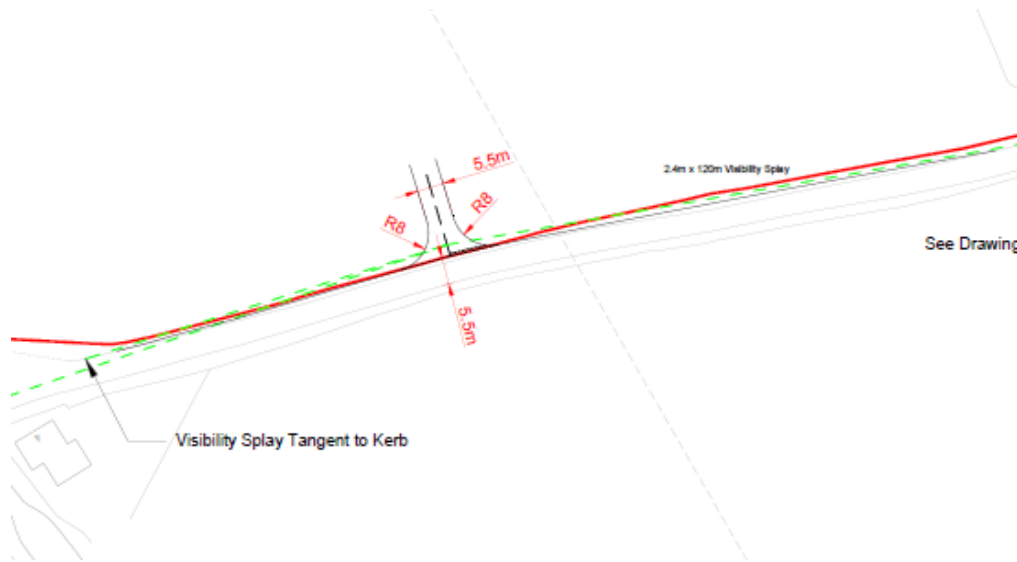 5.5m
2.4m x 120m Visibility Splay
R8
R8
See Drawing
5.5m
Visibility Splay Tangent to Kerb